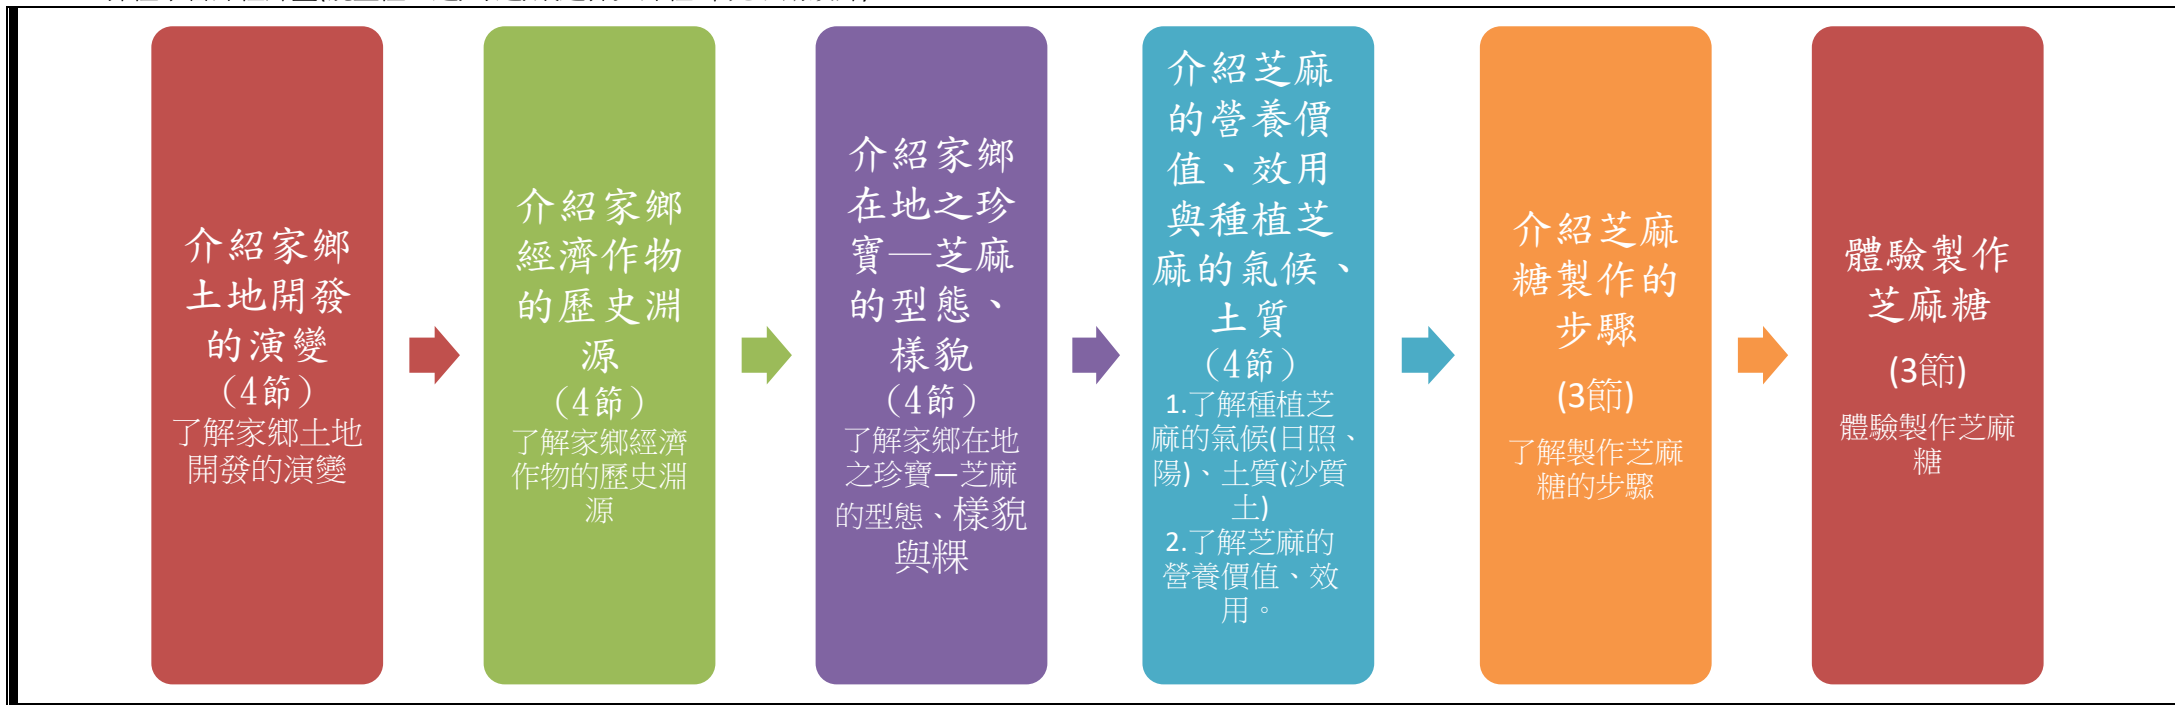 介紹家鄉
土地開發
的演變
（4節）
了解家鄉土地
開發的演變
介紹家鄉
經濟作物
的歷史淵
源
（4節）
了解家鄉經濟
作物的歷史淵
源
介紹家鄉
在地之珍
寶—芝麻
的型態、
樣貌
（4節）
了解家鄉在地
之珍寶—芝麻
的型態、樣貌
與粿
介紹芝麻
的營養價
值、效用
與種植芝
麻的氣候、
土質
（4節）
1.了解種植芝
麻的氣候(日照、
陽)、土質(沙質
土)
2.了解芝麻的
營養價值、效
用。
介紹芝麻
糖製作的
步驟
(3節)
了解製作芝麻
糖的步驟
體驗製作
芝麻糖
(3節)
體驗製作芝麻
糖